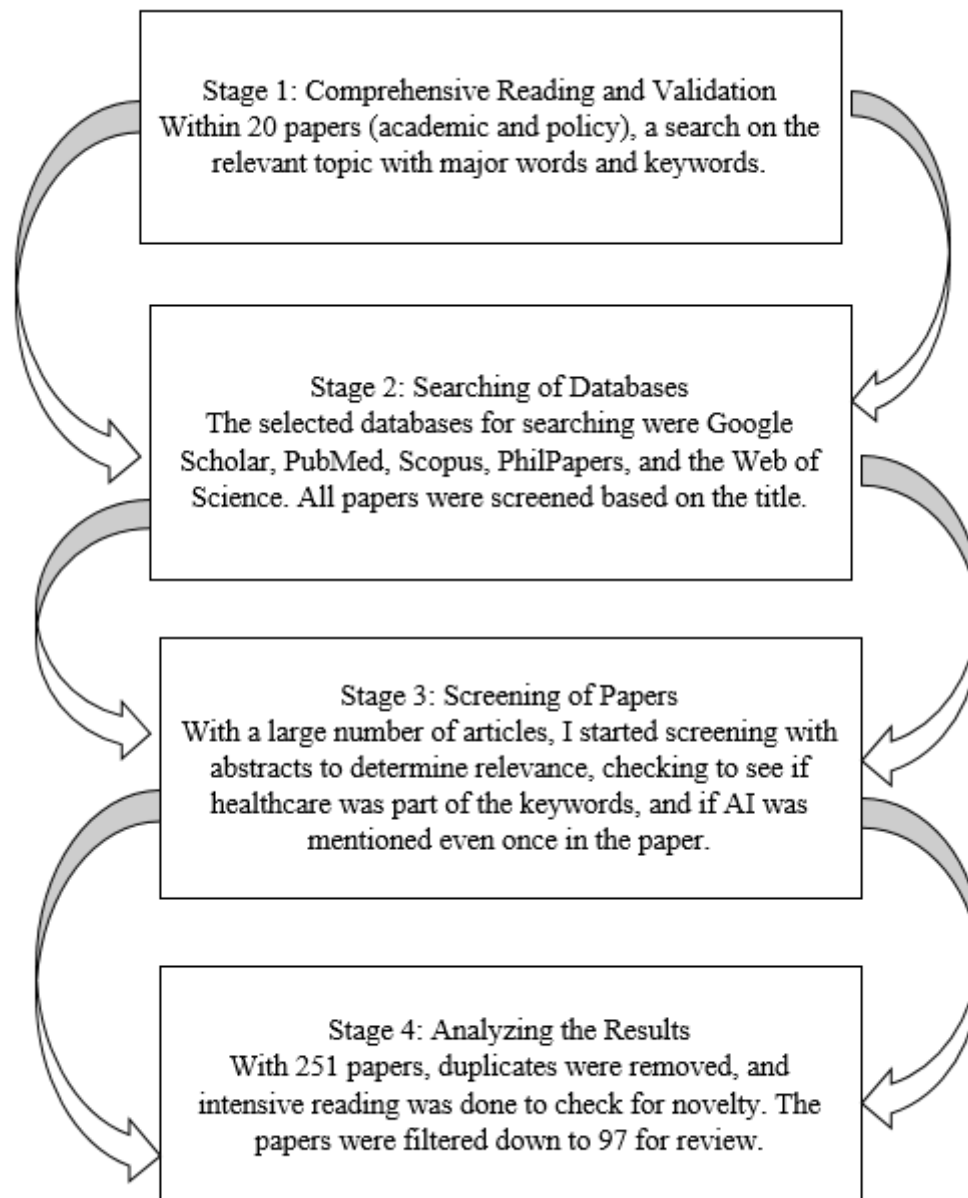 Stage 1: Comprehensive Reading and Validation
Within 20 papers (academic and policy), a search on the
relevant topic with major words and keywords.
Stage 2: Searching of Databases
The selected databases for searching were Google
Scholar, PubMed, Scopus, PhilPapers, and the Web of
Science. All papers were screened based on the title.
Stage 3: Screening of Papers
With a large number of articles, I started screening with
abstracts to determine relevance, checking to see if
healthcare was part of the keywords, and if AI was
mentioned even once in the paper.
Stage 4: Analyzing the Results
With 251 papers, duplicates were removed, and
intensive reading was done to check for novelty. The
papers were filtered down to 97 for review.